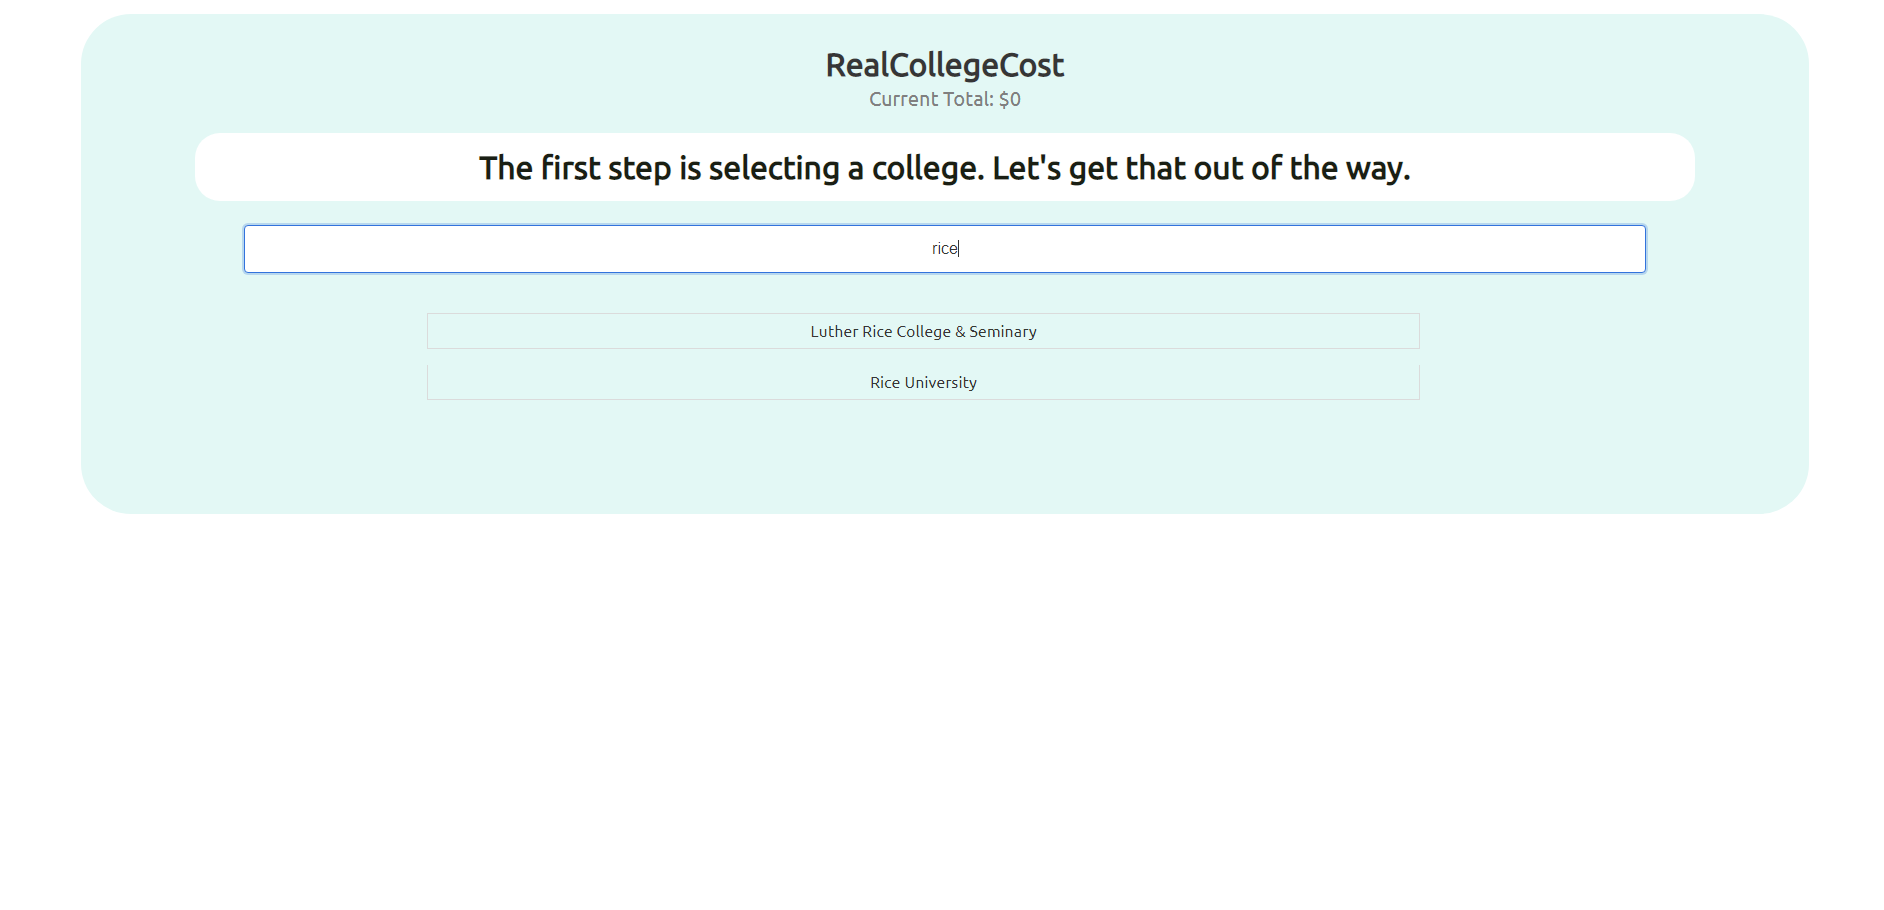 RealCollegeCost
Current Total: $0
The first step is selecting a college. Let's get that out of the way.
rice
Luther Rice College & Seminary
Rice University